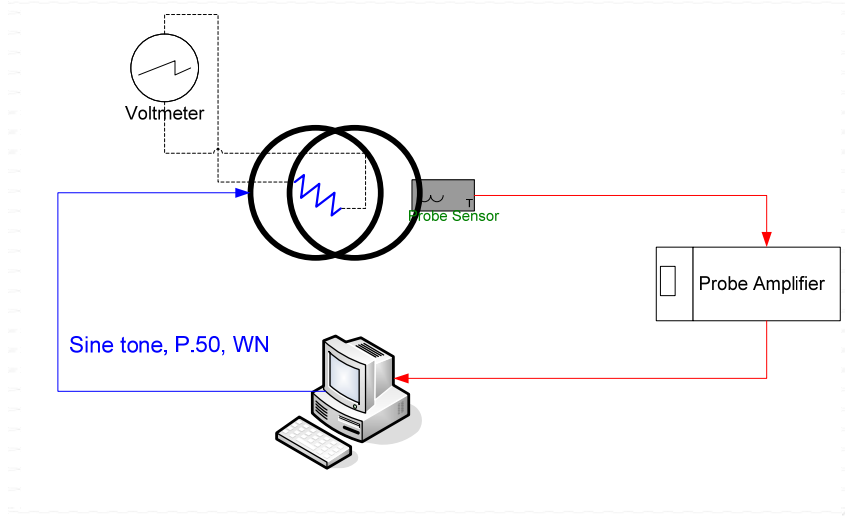 Voltmeter
T
Probe Sensor
Probe Amplifier
Sine tone, P.50, WN